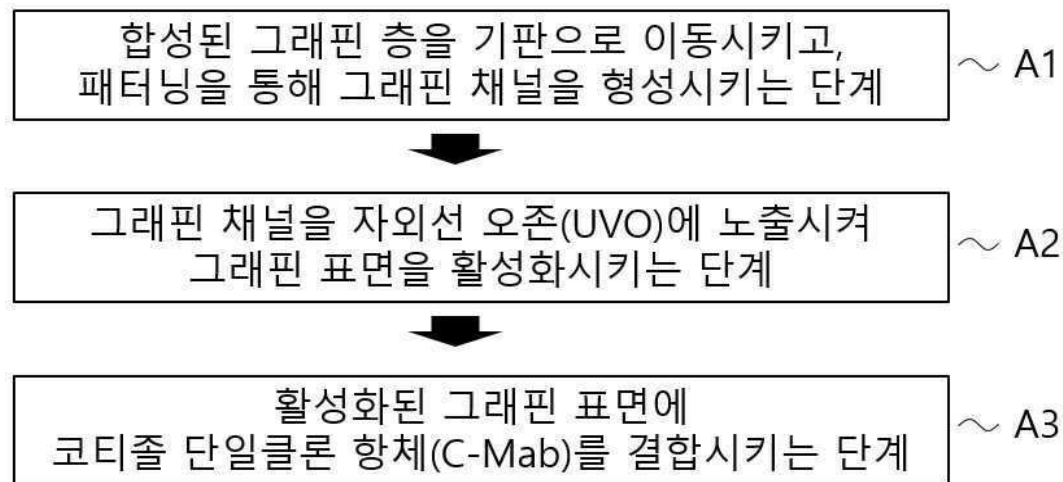 합성된 그래핀 층을 기판으로 이동시키고,
패터닝을 통해 그래핀 채널을 형성시키는 단계
~ A1
그래핀 채널을 자외선 오존(UVO)에 노출시켜
그래핀 표면을 활성화시키는 단계
~ A2
활성화된 그래핀 표면에
코티졸 단일클론 항체(C-Mab)를 결합시키는 단계
~ A3